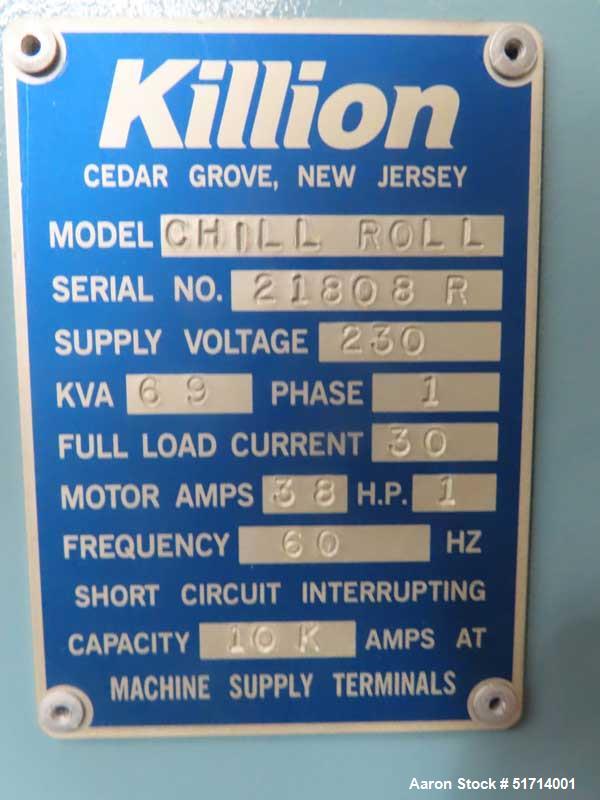 Killion
CEDAR GROVE, NEW JERSEY
MODEL CHILL ROLL
SERIAL NO. 21808 R
SUPPLY VOLTAGE 230
KVA 6 9 PHASE 1
FULL LOAD CURRENT 30
MOTOR AMPS 38 H.P. 1
FREQUENCY 60 HZ
SHORT CIRCUIT INTERRUPTING
CAPACITY 10 K AMPS AT
MACHINE SUPPLY TERMINALS
Aaron Stock # 51714001